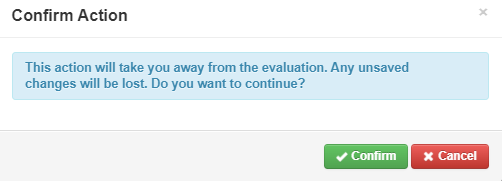 Confirm Action ×
This action will take you away from the evaluation. Any unsaved
changes will be lost. Do you want to continue?
Confirm Cancel